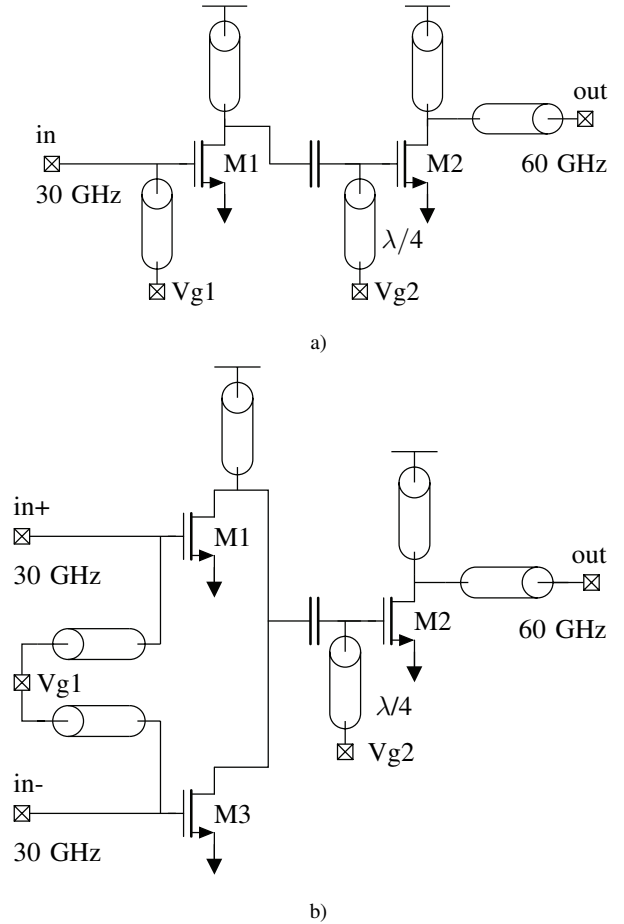 out
in
M1
M2
30 GHz
60 GHz
λ/4
Vg1
Vg2
a)
in+
M1
30 GHz
out
M2
60 GHz
Vg1
λ/4
Vg2
in-
M3
30 GHz
b)